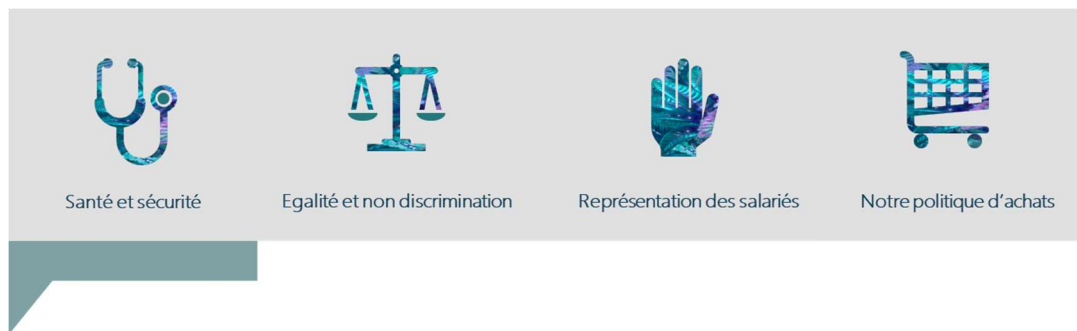 Santé et sécurité
Egalité et non discrimination
Représentation des salariés
Notre politique d'achats